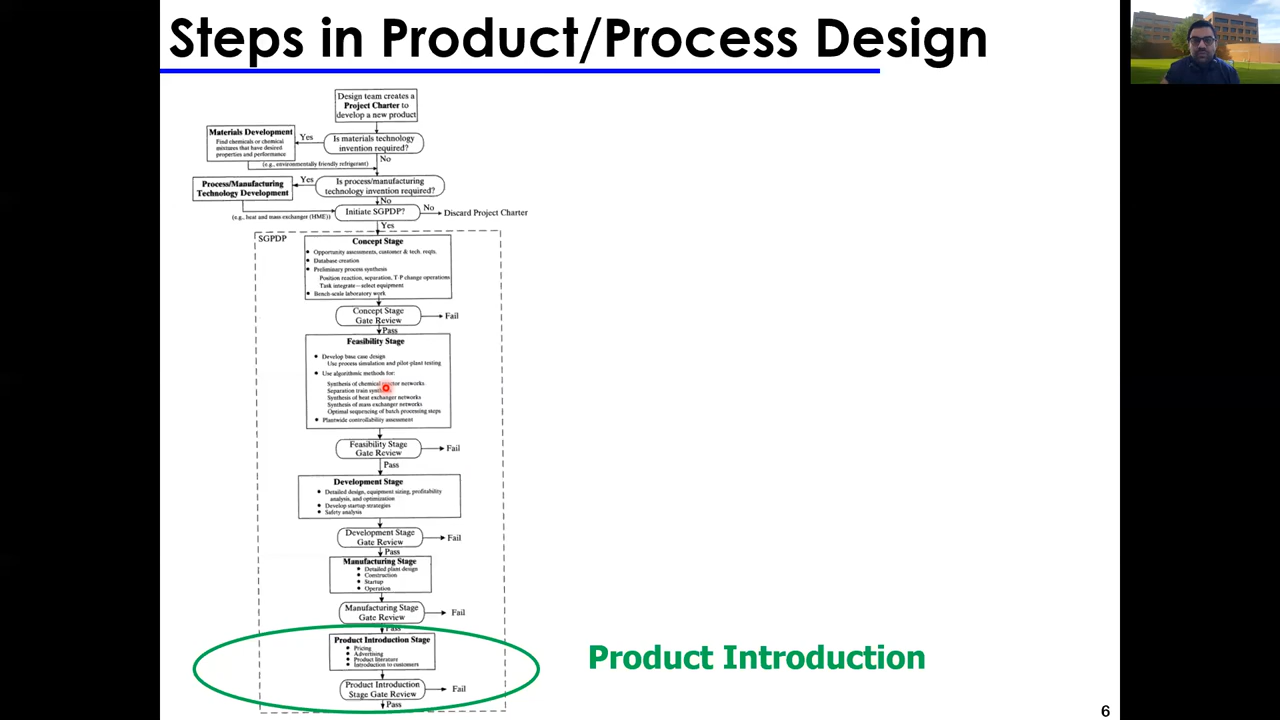 Steps in Product/Process Design
Design team creates a
Project Charter to
develop a new product
Materials Development
Find chemicals or chemical
mixtures that have desired
properties and performance
Yes
Is materials technology
invention required?
No
(e.g., environmentally friendly refrigerant)
Process/Manufacturing
Technology Development
Yes
Is process/manufacturing
technology invention required?
No
(e.g., heat and mass exchanger (HME))
Initiate SGPDP?
No
Discard Project Charter
Yes
SGPDP
Concept Stage
• Opportunity assessments, customer & tech. reqts.
• Database creation
• Preliminary process synthesis
Position reaction, separation, T-P change operations
Task integrate – select equipment
• Bench-scale laboratory work
Concept Stage
Gate Review
Fail
Pass
Feasibility Stage
• Develop base case design
Use process simulation and pilot-plant testing
• Use algorithmic methods for:
Synthesis of chemical networks
Separation train
Synthesis of heat exchanger networks
Synthesis of mass exchanger networks
Optimal sequencing of batch processing steps
• Plantwide controllability assessment
Feasibility Stage
Gate Review
Fail
Pass
Development Stage
• Detailed design, equipment sizing, profitability
analysis, and optimization
• Develop startup strategies
• Safety analysis
Development Stage
Gate Review
Fail
Pass
Manufacturing Stage
• Detailed plant design
• Construction
• Startup
• Operation
Manufacturing Stage
Gate Review
Fail
Pass
Product Introduction Stage
• Pricing
• Advertising
• Product literature
• Introduction to customers
Product Introduction
Product Introduction
Stage Gate Review
Fail
Pass
6